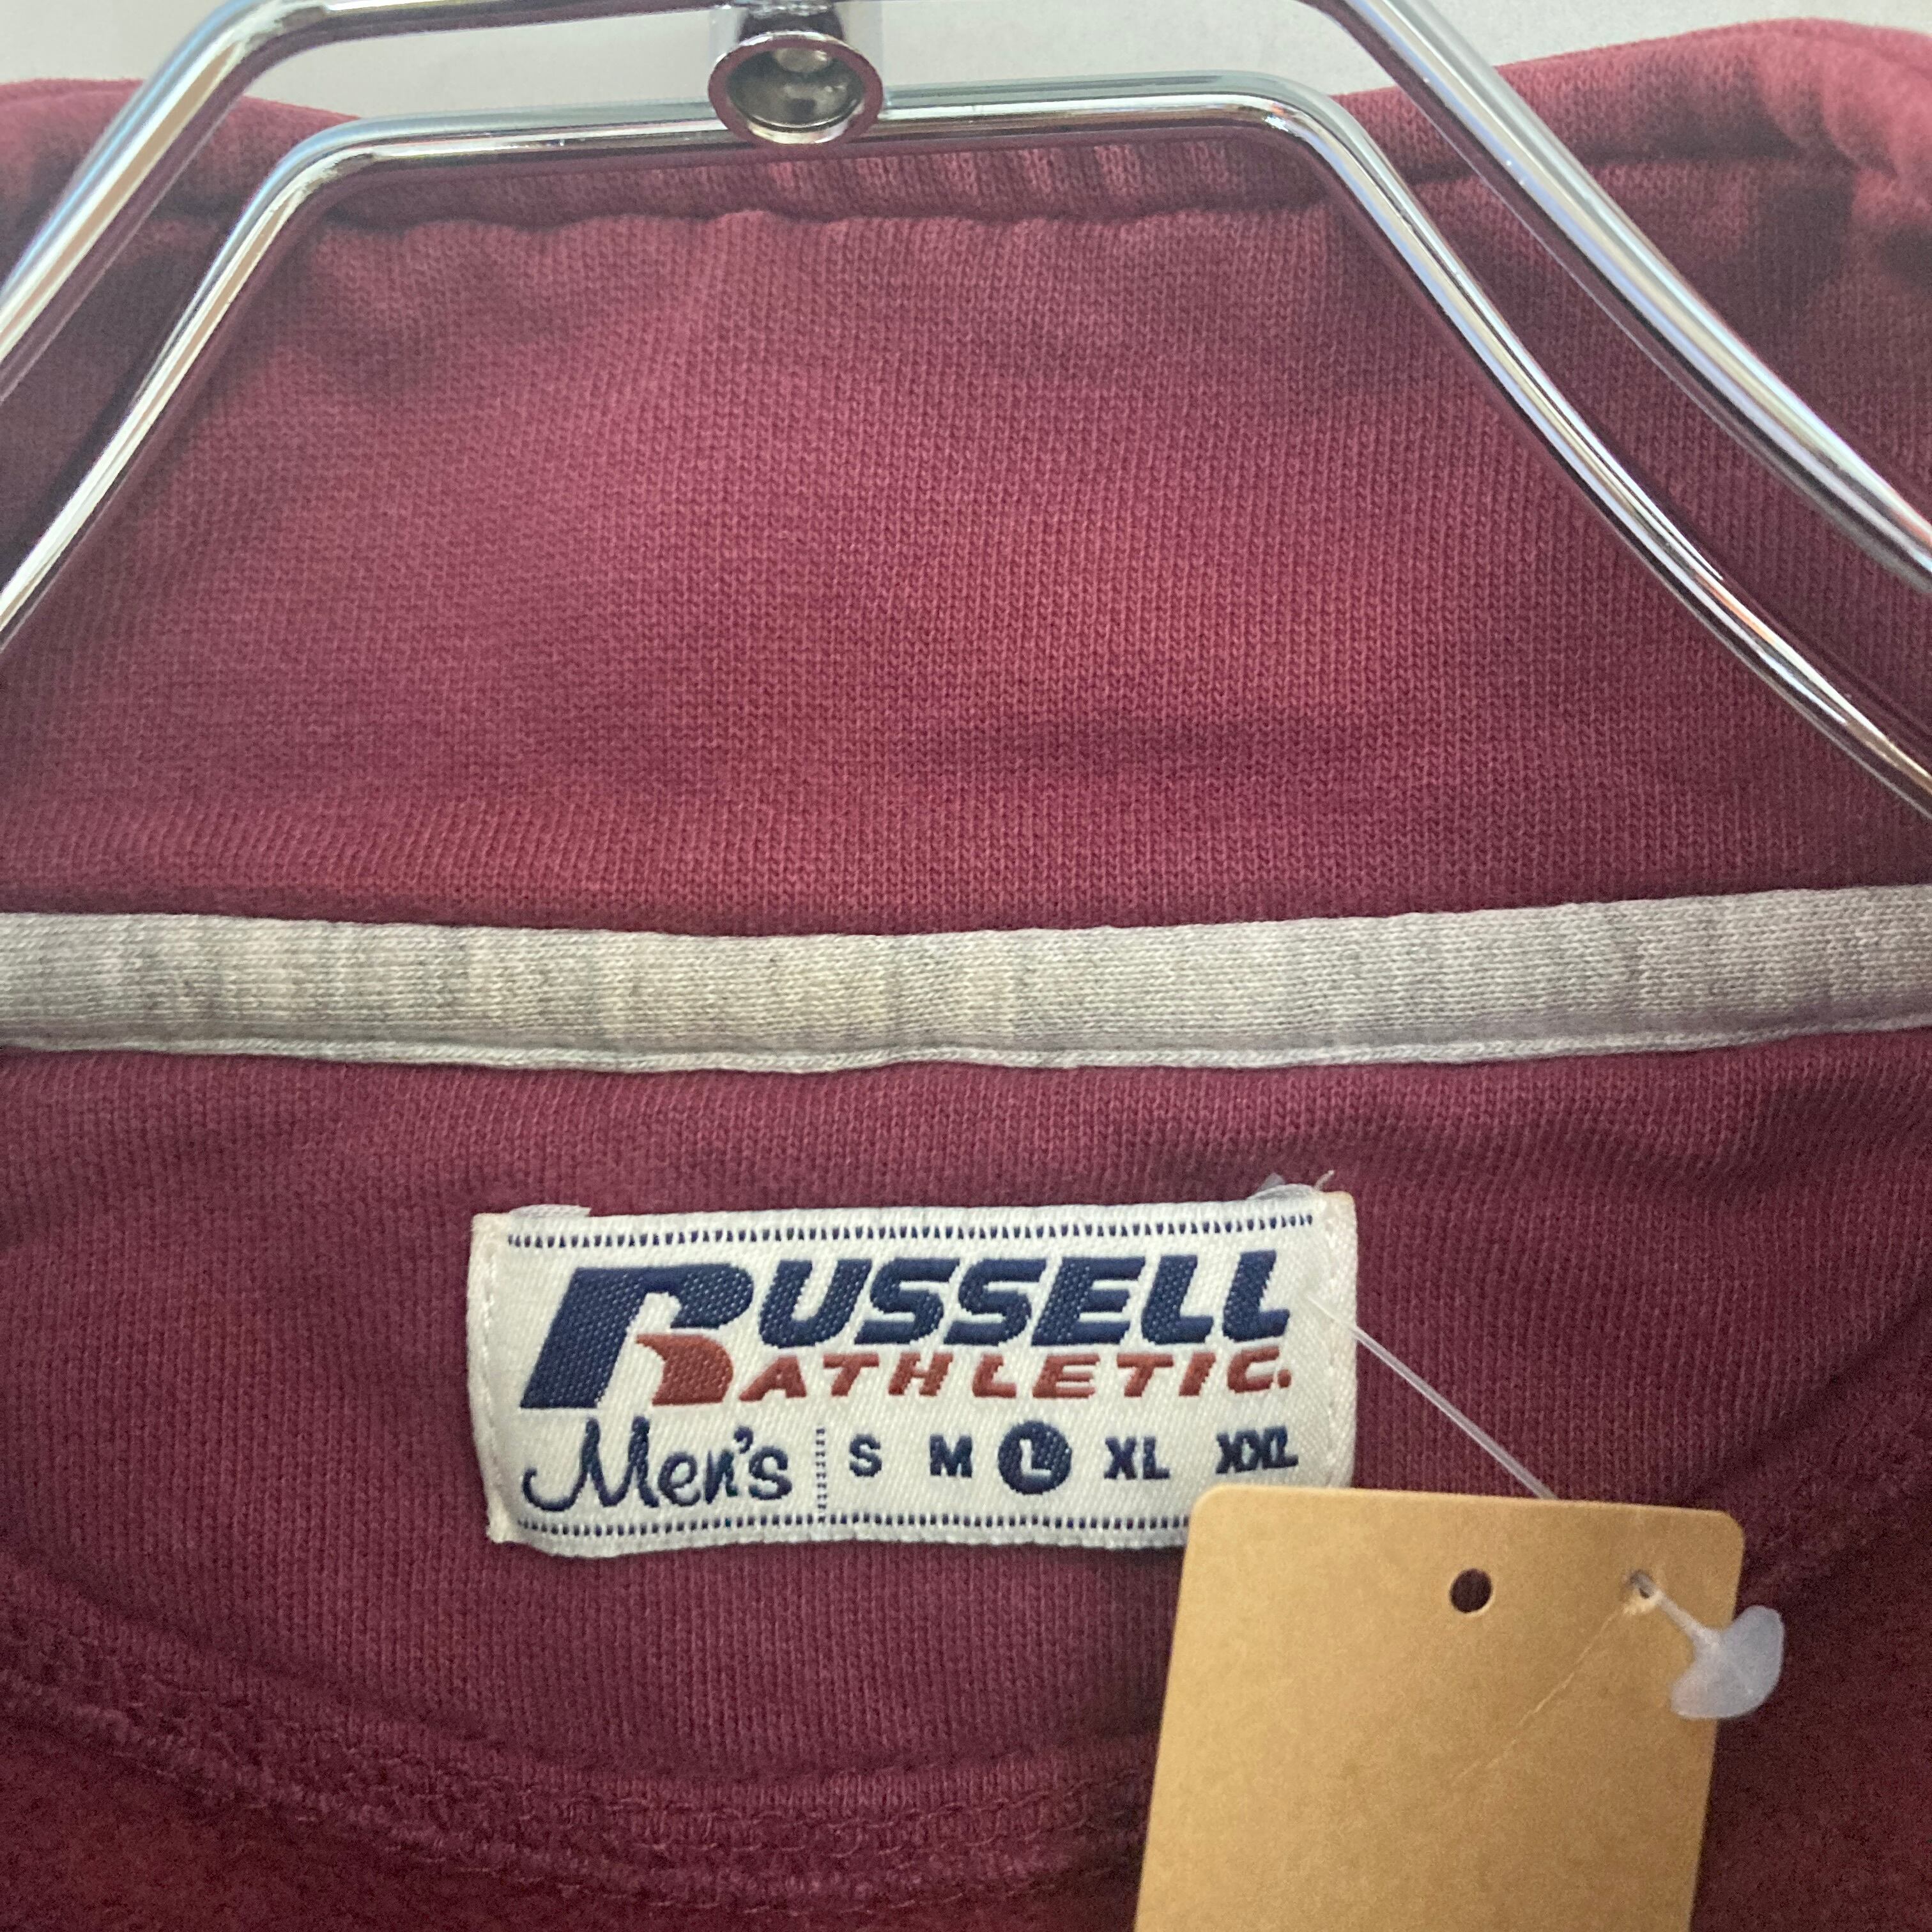 RUSSELL
ATHLETIC.
Men's S M L XL XXL